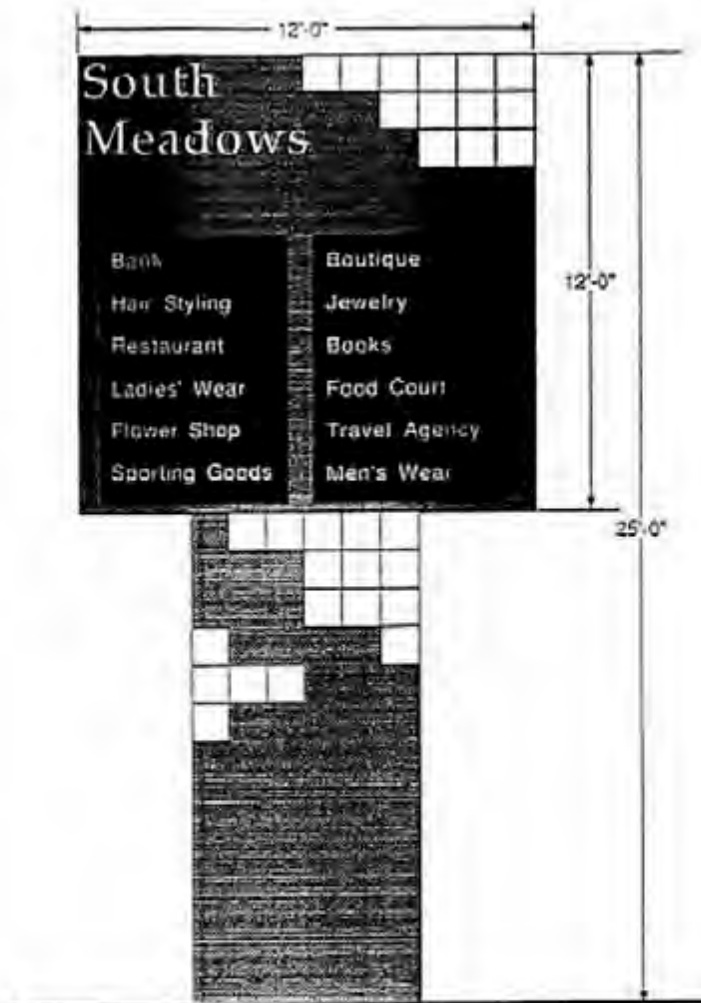 12'-0"
South
Meadows
Bank
Hair Styling
Restaurant
Ladies' Wear
Flower Shop
Sporting Goods
Boutique
Jewelry
Books
Food Court
Travel Agency
Men's Wear
12'-0"
25'-0"